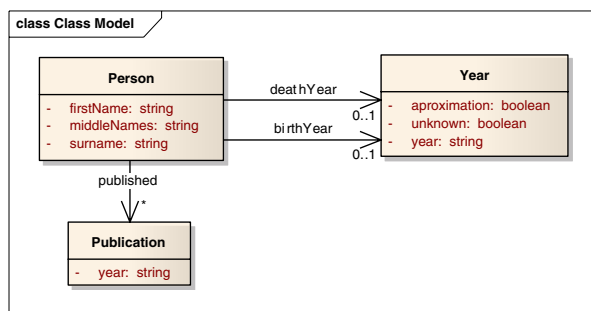 class Class Model
Person
- firstName: string
- middleNames: string
- surname: string
deathYear
0..1
birthYear
0..1
Year
- aproximation: boolean
- unknown: boolean
- year: string
published
*
Publication
- year: string